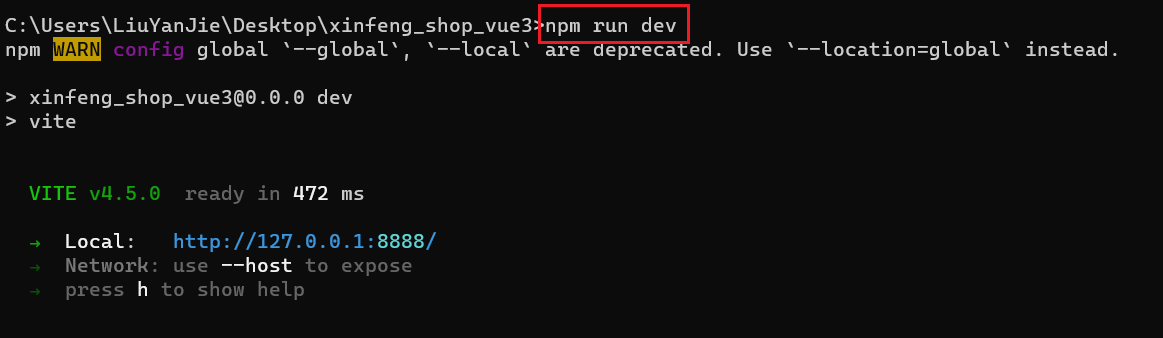 C:\Users\LiuYanJie\Desktop\xinfeng_shop_vue3>npm run dev
npm WARN config global `--global`, `--local` are deprecated. Use `--location=global` instead.
> xinfeng_shop_vue3@0.0.0 dev
> vite
VITE v4.5.0  ready in 472 ms
➜  Local:   http://127.0.0.1:8888/
➜  Network: use --host to expose
➜  press h to show help